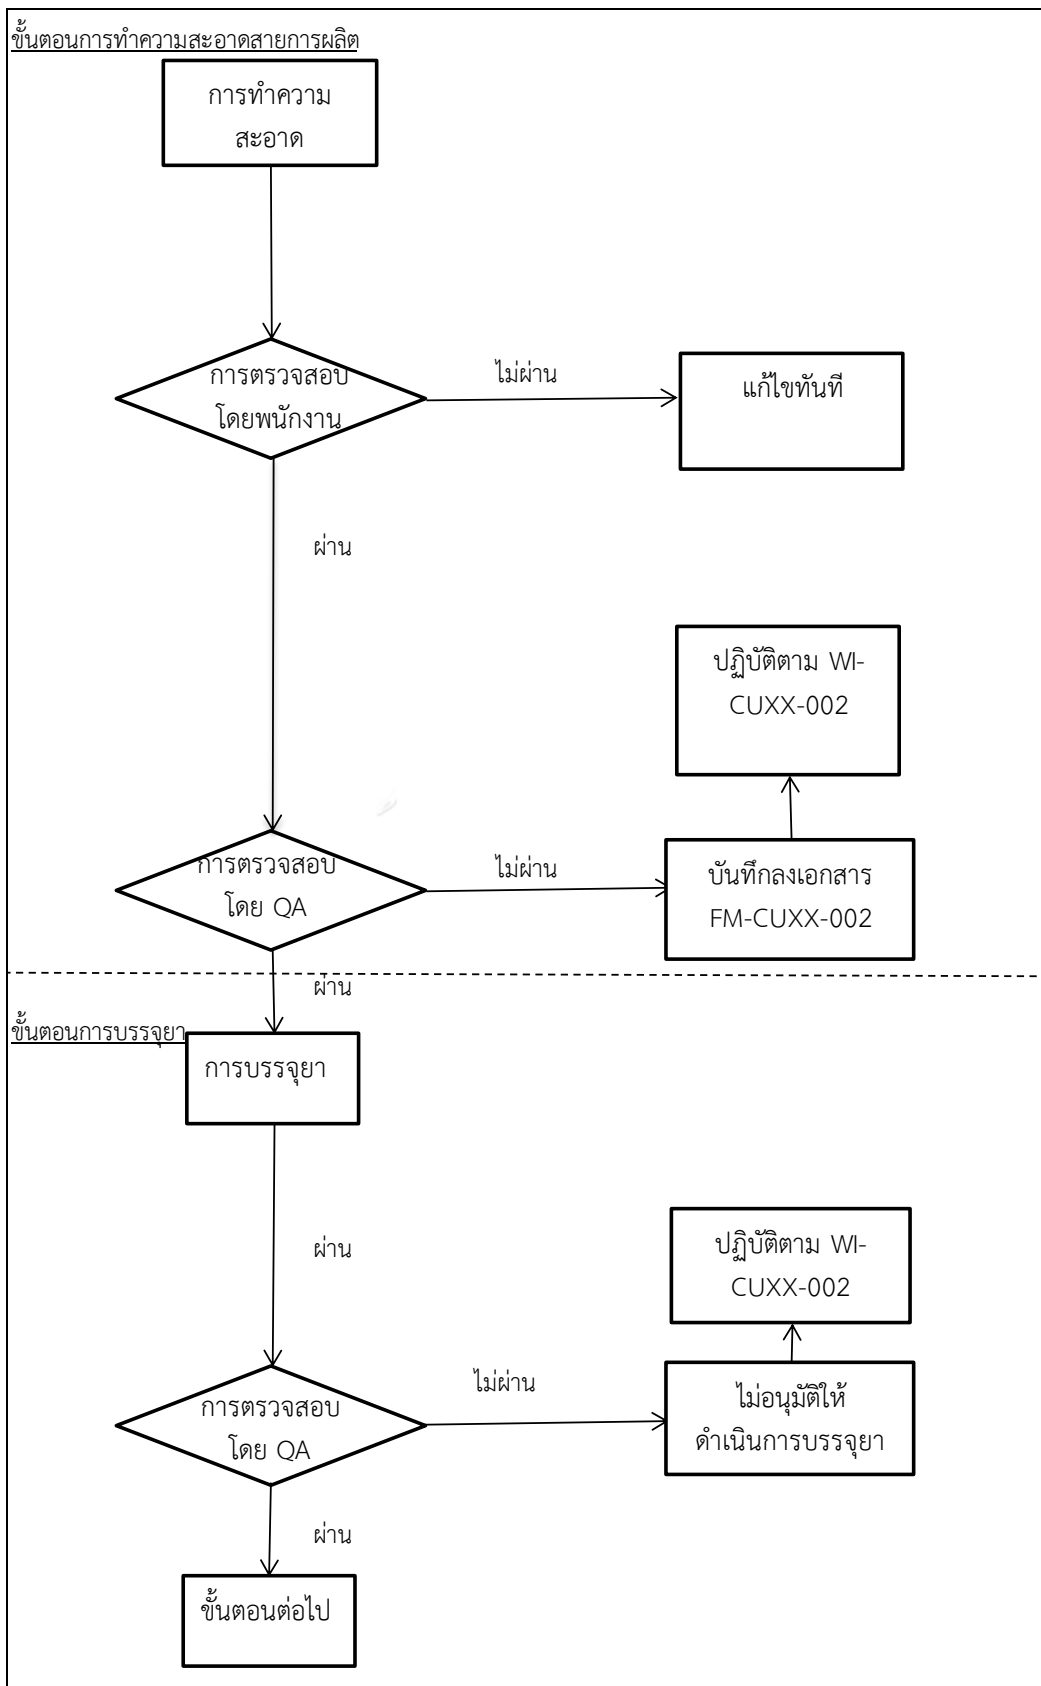 ขั้นตอนการทำความสะอาดสายการผลิต
การทำความ
สะอาด
การตรวจสอบ
โดยพนักงาน
ไม่ผ่าน
แก้ไขทันที
ผ่าน
ปฏิบัติตาม WI-
CUXX-002
การตรวจสอบ
โดย QA
ไม่ผ่าน
บันทึกลงเอกสาร
FM-CUXX-002
ผ่าน
ขั้นตอนการบรรจุยา
การบรรจุยา
ผ่าน
ปฏิบัติตาม WI-
CUXX-002
การตรวจสอบ
โดย QA
ไม่ผ่าน
ไม่อนุมัติให้
ดำเนินการบรรจุยา
ผ่าน
ขั้นตอนต่อไป